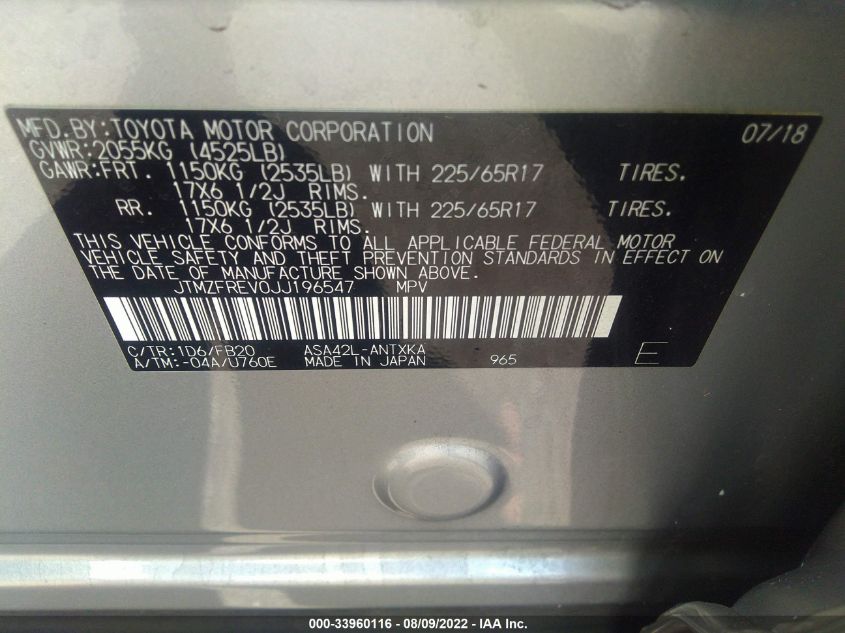 MFD.BY:TOYOTA MOTOR CORPORATION 07/18
GVWR:2055KG (4525LB)
GAWR:FRT. 1150KG (2535LB) WITH 225/65R17 TIRES.
17X6 1/2J RIMS.
RR. 1150KG (2535LB) WITH 225/65R17 TIRES.
17X6 1/2J RIMS.
THIS VEHICLE CONFORMS TO ALL APPLICABLE FEDERAL MOTOR
VEHICLE SAFETY AND THEFT PREVENTION STANDARDS IN EFFECT ON
THE DATE OF MANUFACTURE SHOWN ABOVE.
JTMZFREV0JJ196547 MPV
C/TR:1D6/FB20 ASA42L-ANTXKA
A/TM:-04A/U760E MADE IN JAPAN 965 E
000-33960116 - 08/09/2022 - IAA Inc.